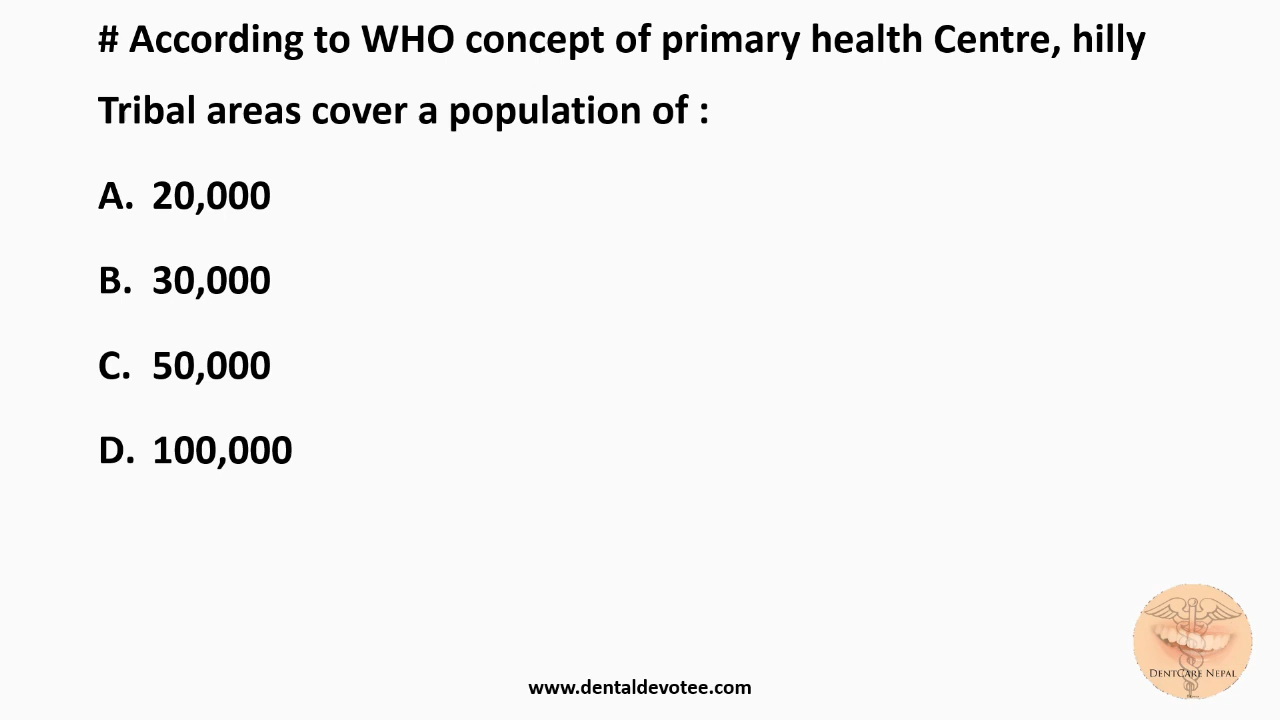 # According to WHO concept of primary health Centre, hilly
Tribal areas cover a population of :
A. 20,000
B. 30,000
C. 50,000
D. 100,000
DentCare Nepal
www.dentaldevotee.com